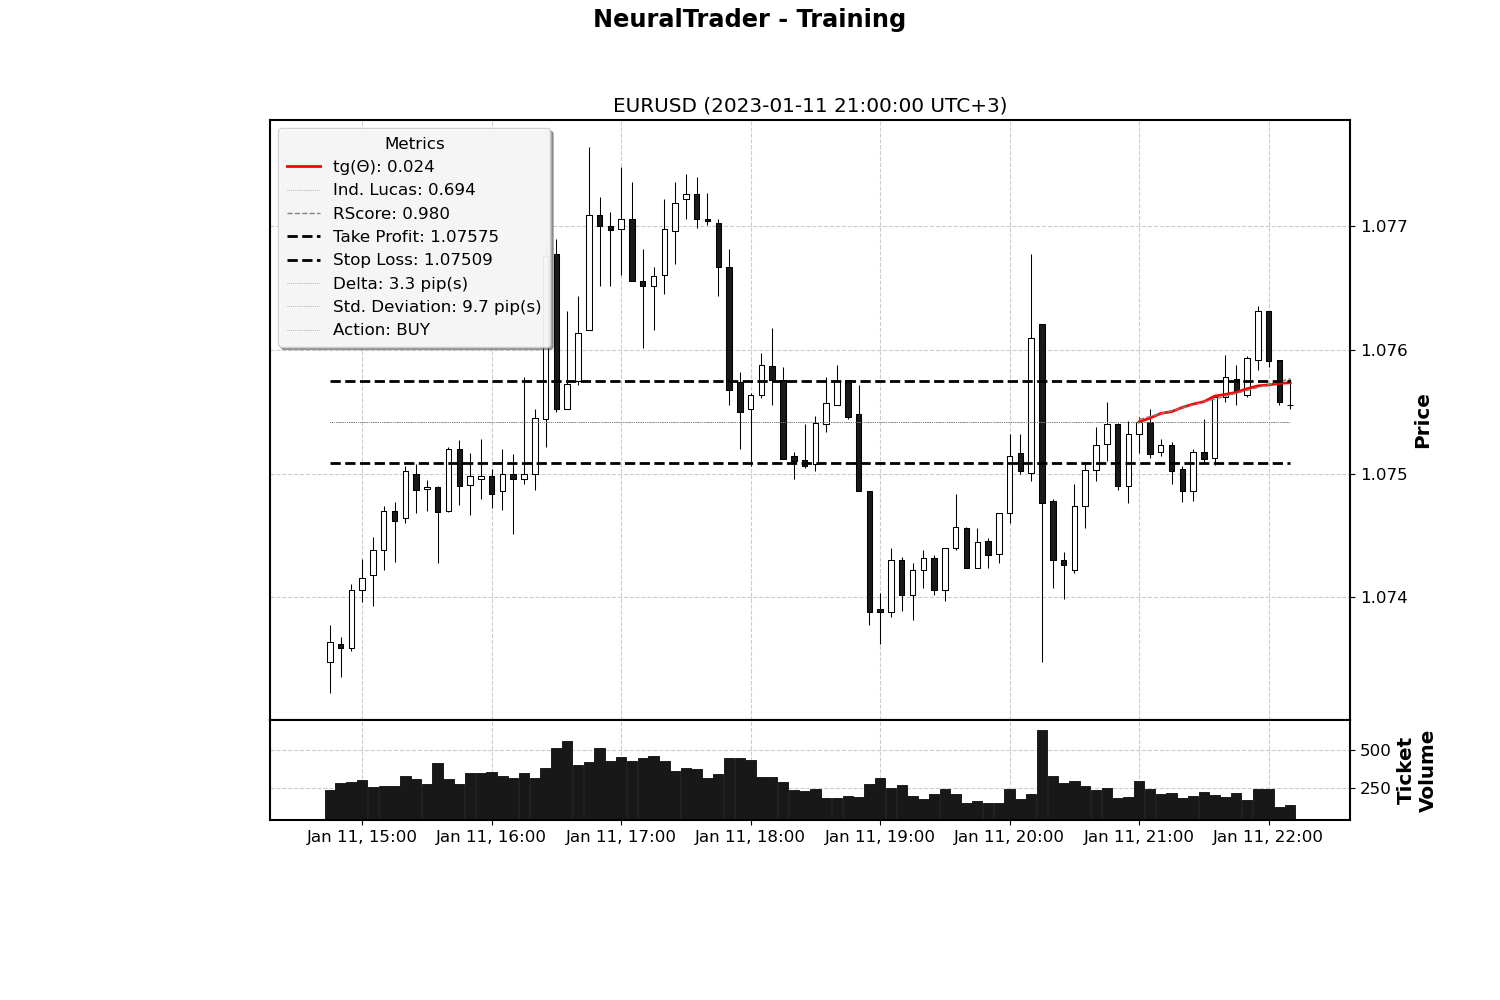 NeuralTrader - Training
EURUSD (2023-01-11 21:00:00 UTC+3)
Metrics
tg(Θ): 0.024
Ind. Lucas: 0.694
RScore: 0.980
Take Profit: 1.07575
Stop Loss: 1.07509
Delta: 3.3 pip(s)
Std. Deviation: 9.7 pip(s)
Action: BUY
1.077
1.076
1.075
1.074
Price
500
250
Ticket
Volume
Jan 11, 15:00 Jan 11, 16:00 Jan 11, 17:00 Jan 11, 18:00 Jan 11, 19:00 Jan 11, 20:00 Jan 11, 21:00 Jan 11, 22:00